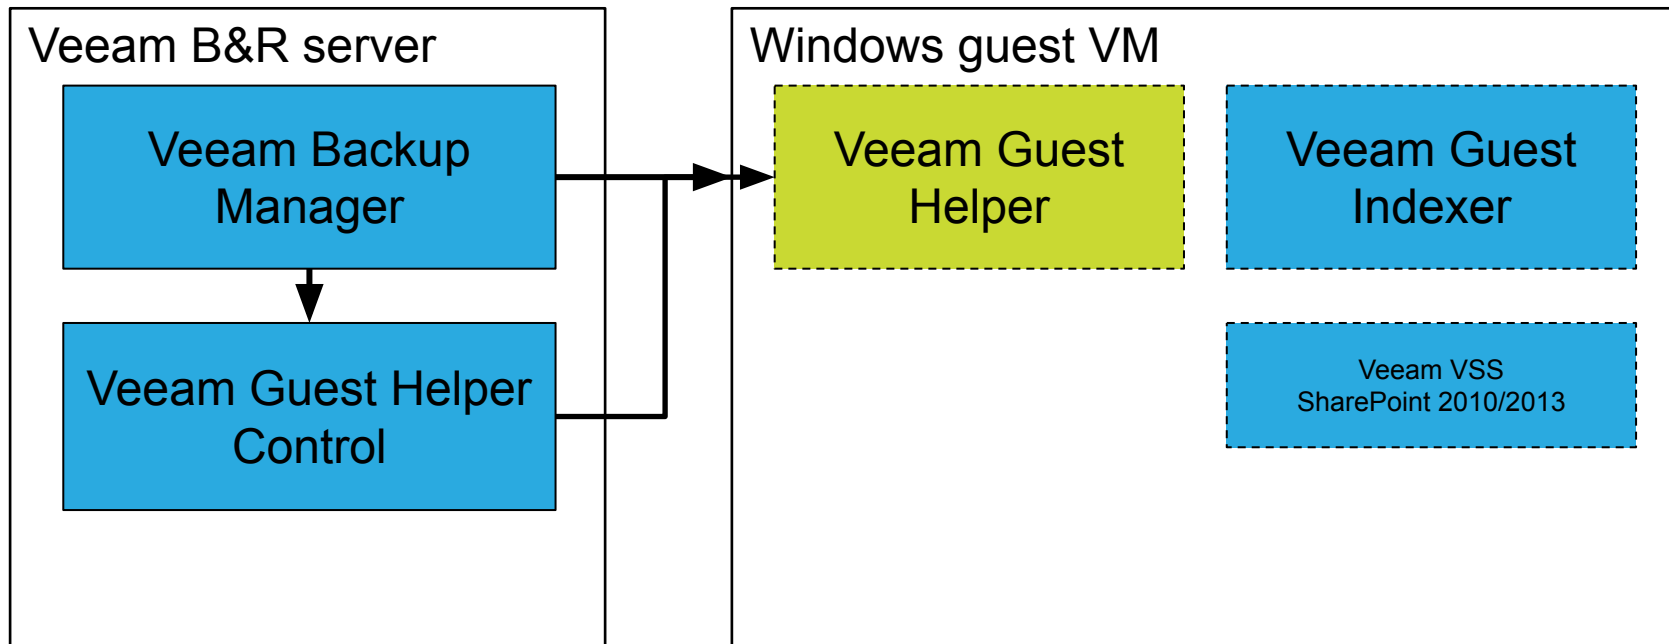 Veeam B&R server
Windows guest VM
Veeam Backup
Manager
Veeam Guest
Helper
Veeam Guest
Indexer
Veeam Guest Helper
Control
Veeam VSS
SharePoint 2010/2013